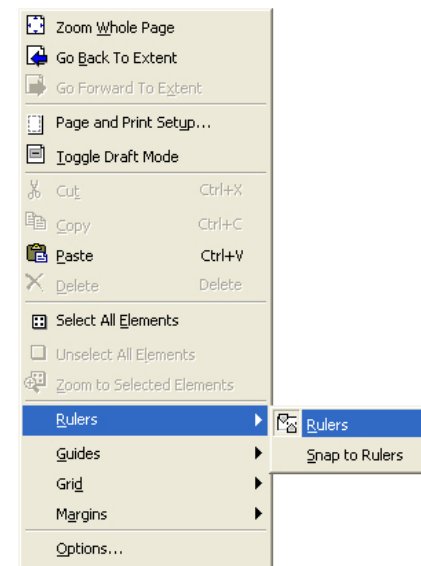 Zoom Whole Page
Go Back To Extent
Go Forward To Extent
Page and Print Setup...
Toggle Draft Mode
Cut Ctrl+X
Copy Ctrl+C
Paste Ctrl+V
Delete Delete
Select All Elements
Unselect All Elements
Zoom to Selected Elements
Rulers
Rulers
Snap to Rulers
Guides
Grid
Margins
Options...